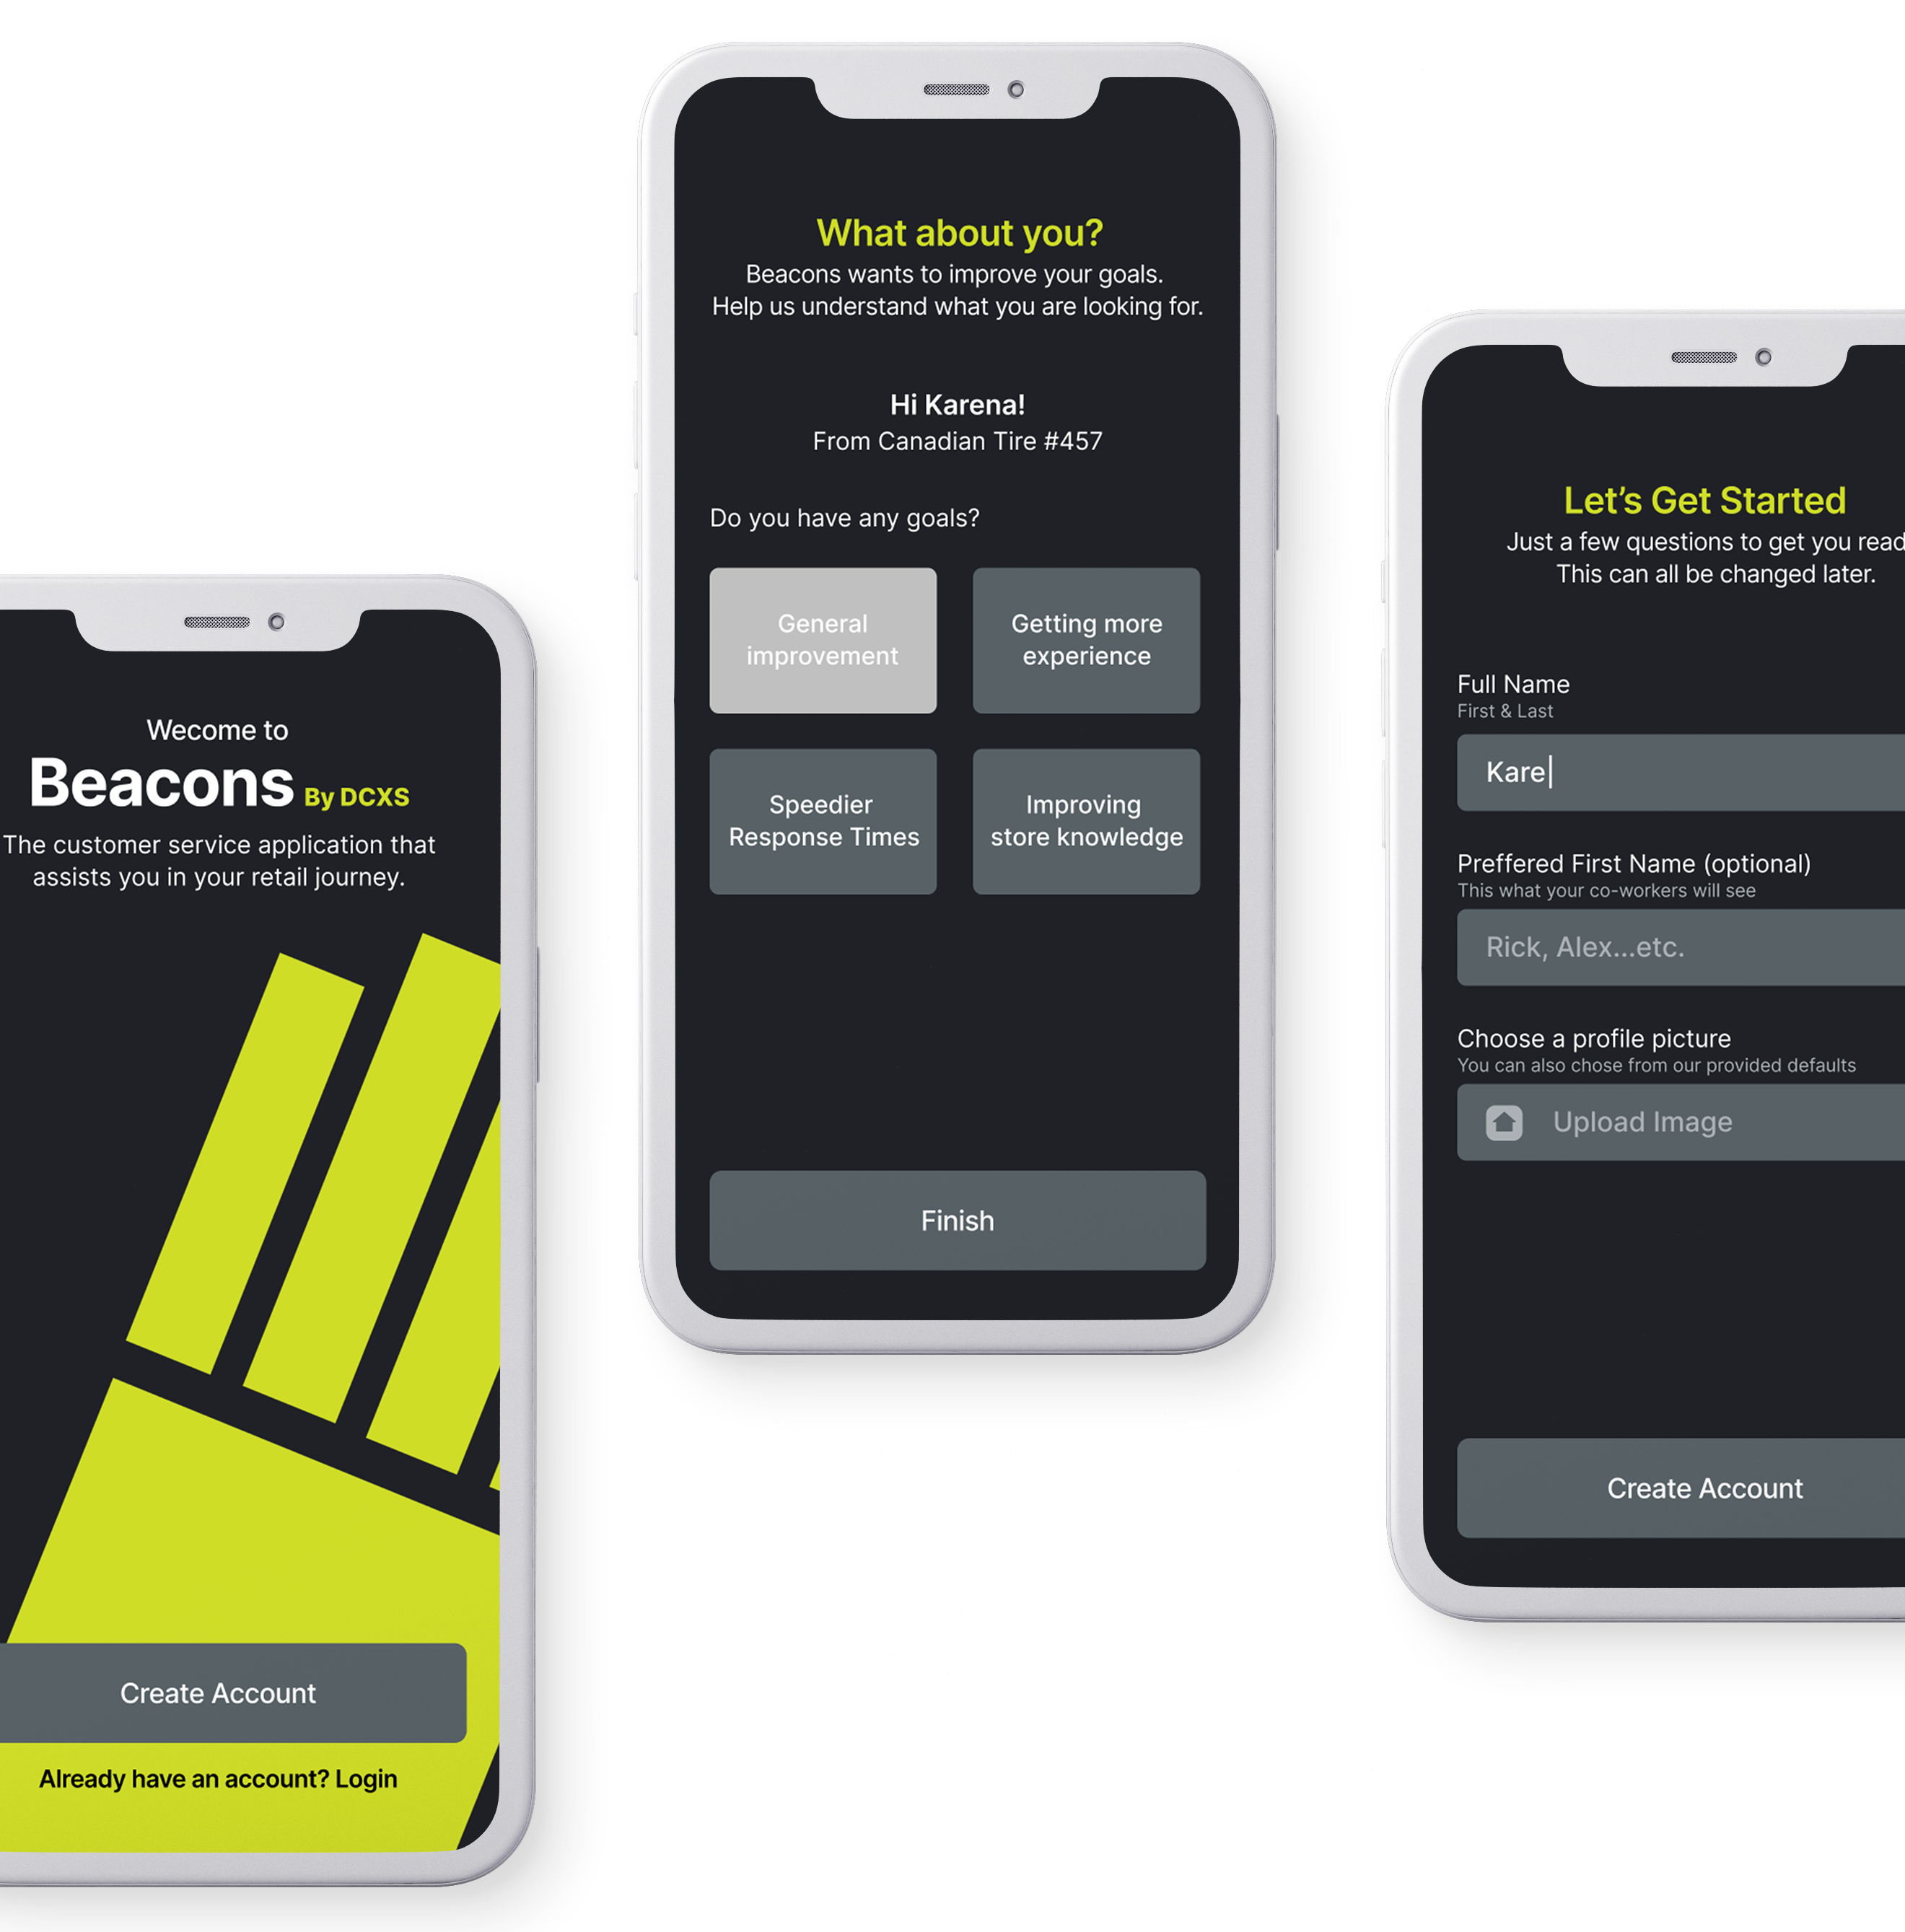 Wecome to
Beacons By DCXS
The customer service application that
assists you in your retail journey.
Create Account
Already have an account? Login
What about you?
Beacons wants to improve your goals.
Help us understand what you are looking for.
Hi Karena!
From Canadian Tire #457
Do you have any goals?
General
improvement
Getting more
experience
Speedier
Response Times
Improving
store knowledge
Finish
Let's Get Started
Just a few questions to get you read
This can all be changed later.
Full Name
First & Last
Kare
Preffered First Name (optional)
This what your co-workers will see
Rick, Alex...etc.
Choose a profile picture
You can also chose from our provided defaults
Upload Image
Create Account